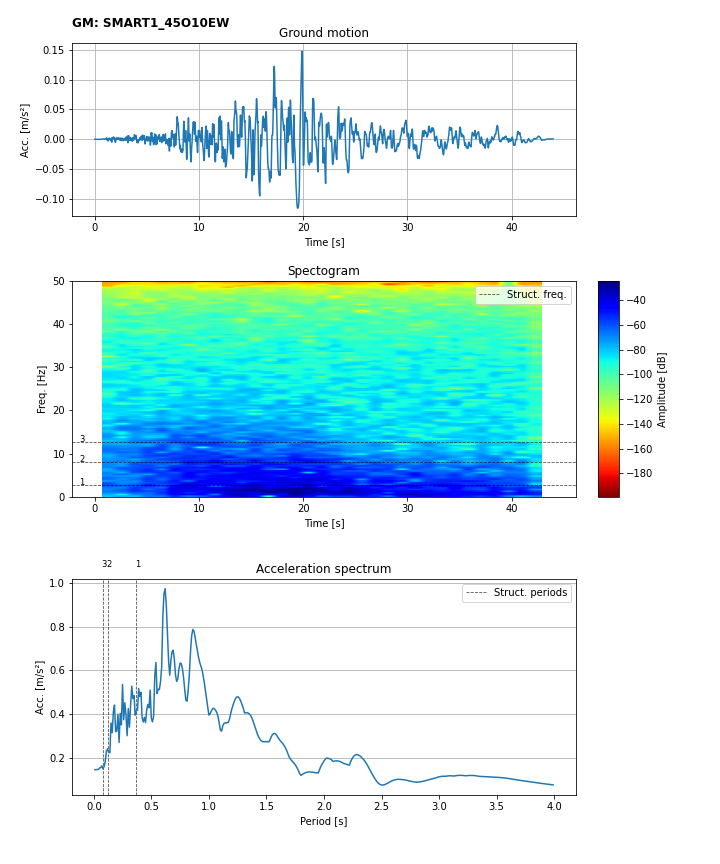 GM: SMART1_45O10EW
Ground motion
0.15
0.10
0.05
0.00
−0.05
−0.10
Acc. [m/s²]
0 10 20 30 40
Time [s]
Spectogram
50
40
30
20
10
0
Freq. [Hz]
Struct. freq.
3
2
1
0 10 20 30 40
Time [s]
−40
−60
−80
−100
−120
−140
−160
−180
Amplitude [dB]
32 1
Acceleration spectrum
1.0
0.8
0.6
0.4
0.2
Acc. [m/s²]
Struct. periods
0.0 0.5 1.0 1.5 2.0 2.5 3.0 3.5 4.0
Period [s]